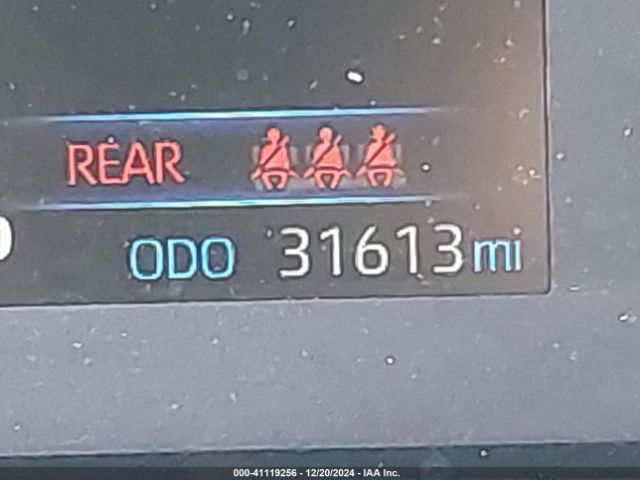 REAR
ODO 31613 mi
000-41119256 - 12/20/2024 - IAA Inc.